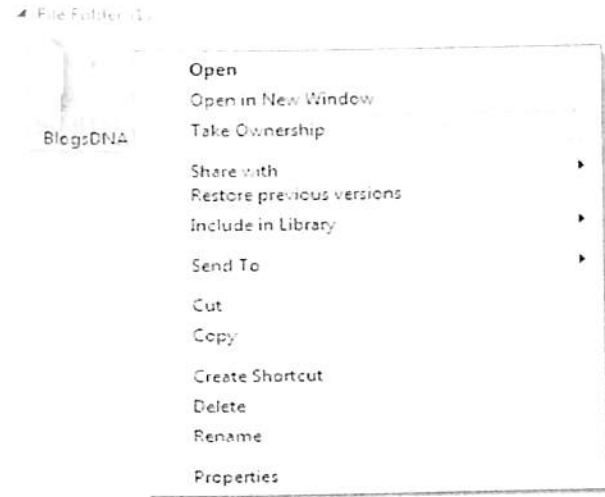 File Folder (1)
BlogsDNA
Open
Open in New Window
Take Ownership
Share with
Restore previous versions
Include in Library
Send To
Cut
Copy
Create Shortcut
Delete
Rename
Properties